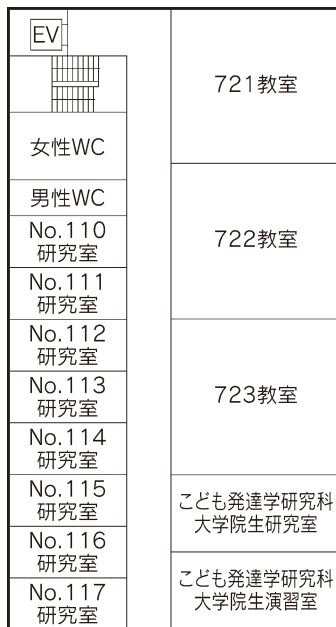 EV
女性WC
男性WC
No.110
研究室
No.111
研究室
No.112
研究室
No.113
研究室
No.114
研究室
No.115
研究室
No.116
研究室
No.117
研究室
721教室
722教室
723教室
こども発達学研究科
大学院生研究室
こども発達学研究科
大学院生演習室